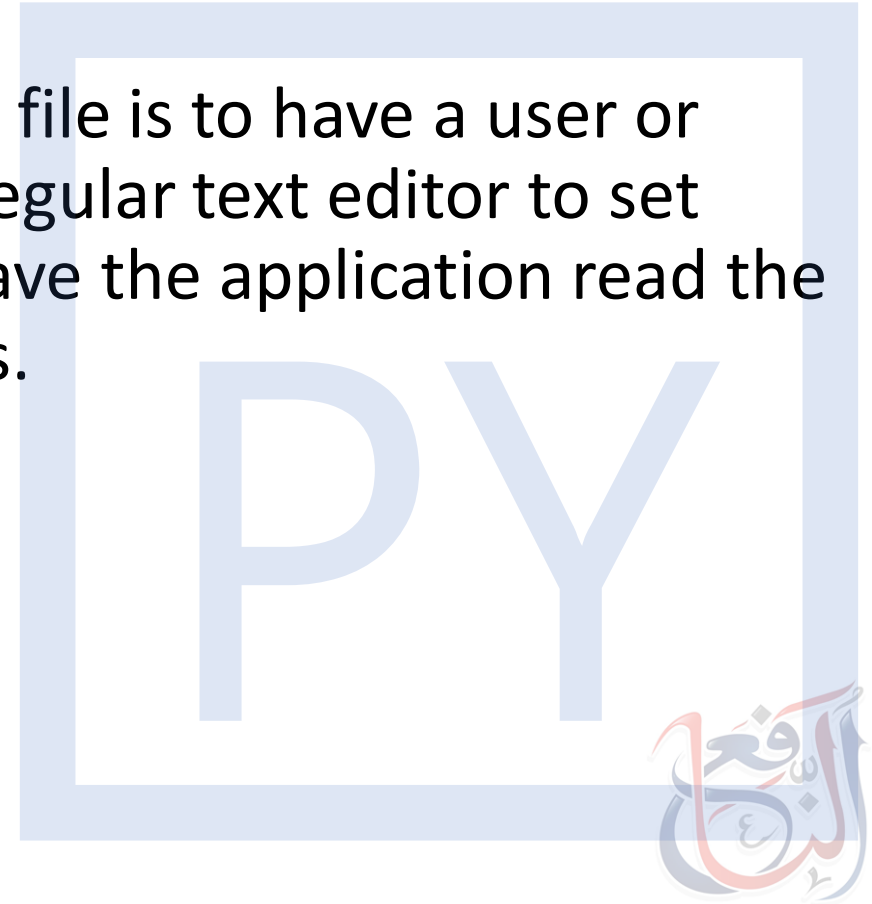 file is to have a user or
egular text editor to set
ave the application read the
s.
PY